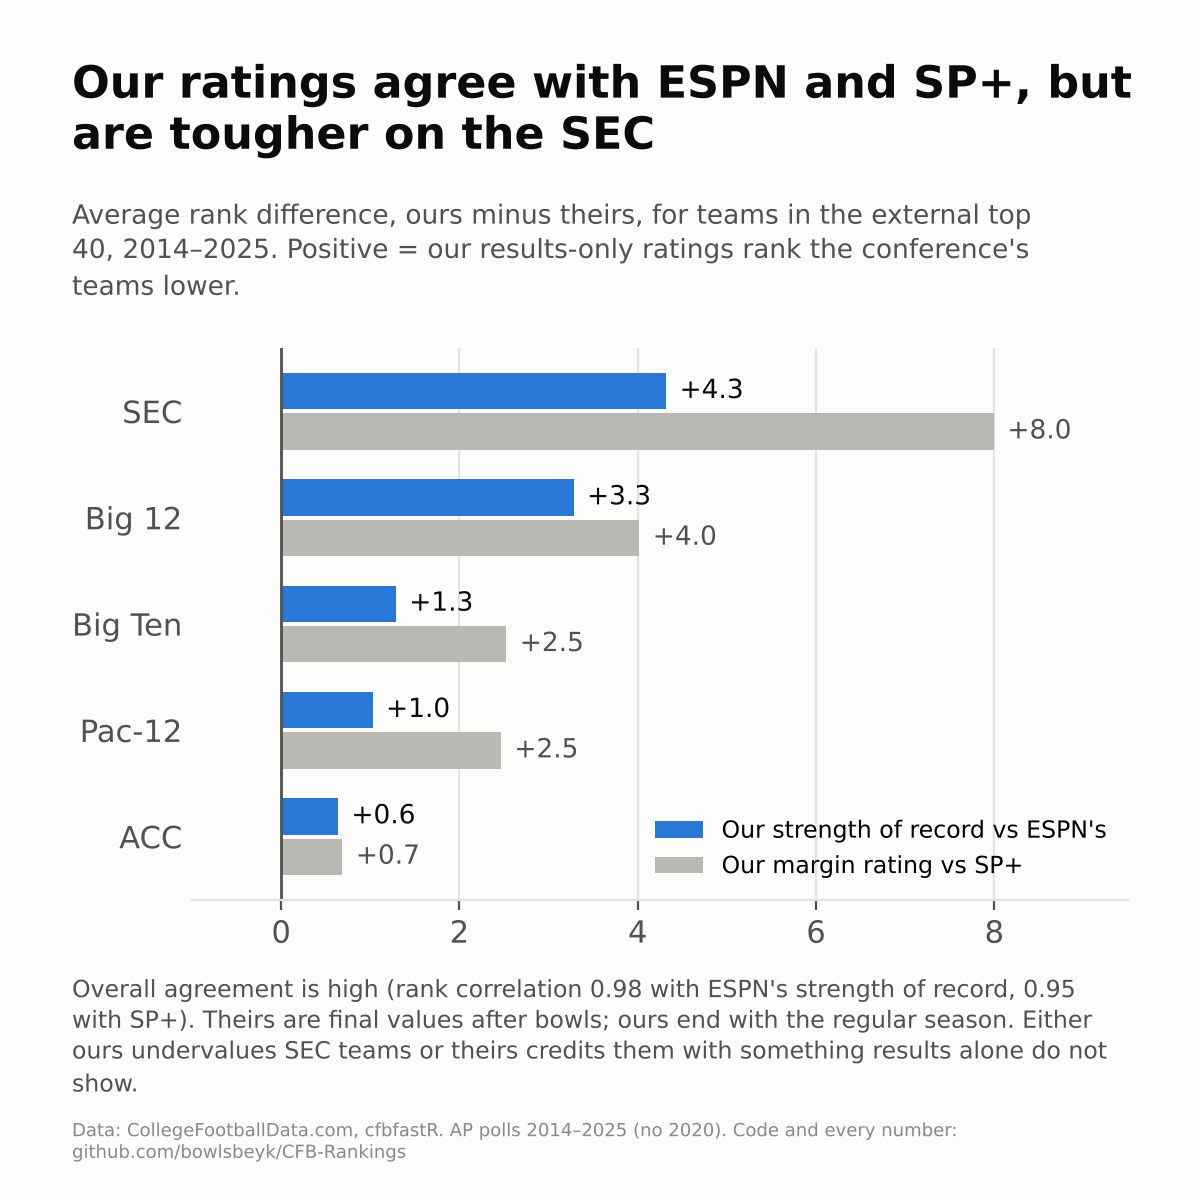 Our ratings agree with ESPN and SP+, but
are tougher on the SEC
Average rank difference, ours minus theirs, for teams in the external top
40, 2014–2025. Positive = our results-only ratings rank the conference's
teams lower.
SEC
+4.3
+8.0
Big 12
+3.3
+4.0
Big Ten
+1.3
+2.5
Pac-12
+1.0
+2.5
ACC
+0.6
+0.7
Our strength of record vs ESPN's
Our margin rating vs SP+
0 2 4 6 8
Overall agreement is high (rank correlation 0.98 with ESPN's strength of record, 0.95
with SP+). Theirs are final values after bowls; ours end with the regular season. Either
ours undervalues SEC teams or theirs credits them with something results alone do not
show.
Data: CollegeFootballData.com, cfbfastR. AP polls 2014–2025 (no 2020). Code and every number:
github.com/bowlsbeyk/CFB-Rankings